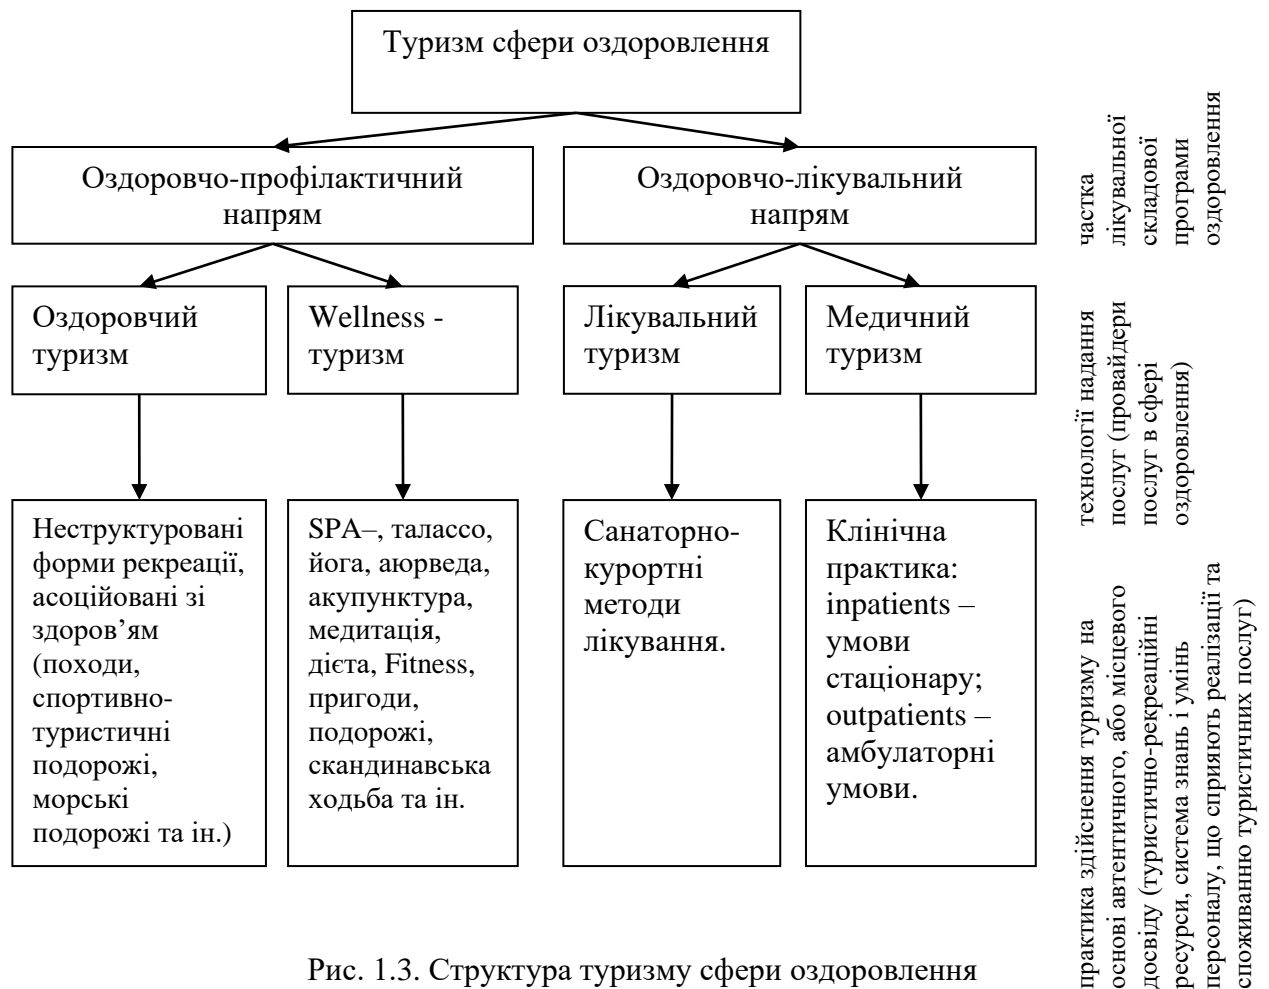 Туризм сфери оздоровлення
Оздоровчо-профілактичний
напрям
Оздоровчо-лікувальний
напрям
частка
лікувальної
складової
програми
оздоровлення
Оздоровчий
туризм
Wellness -
туризм
Лікувальний
туризм
Медичний
туризм
технології надання
послуг (провайдери
послуг в сфері
оздоровлення)
Неструктуровані
форми рекреації,
асоційовані зі
здоров’ям
(походи,
спортивно-
туристичні
подорожі,
морські
подорожі та ін.)
SPA–, талассо,
йога, аюрведа,
акупунктура,
медитація,
дієта, Fitness,
пригоди,
подорожі,
скандинавська
ходьба та ін.
Санаторно-
курортні
методи
лікування.
Клінічна
практика:
inpatients –
умови
стаціонару;
outpatients –
амбулаторні
умови.
практика здійснення туризму на
основі автентичного, або місцевого
досвіду (туристично-рекреаційні
ресурси, система знань і умінь
персоналу, що сприяють реалізації та
споживанню туристичних послуг)
Рис. 1.3. Структура туризму сфери оздоровлення